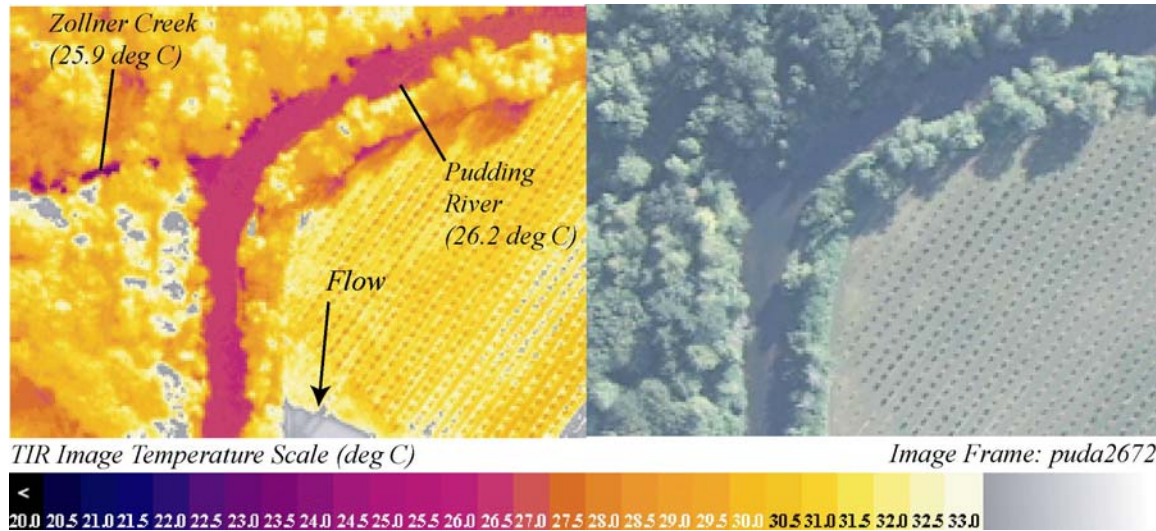 Zollner Creek
(25.9 deg C)
Pudding
River
(26.2 deg C)
Flow
TIR Image Temperature Scale (deg C)
Image Frame: puda2672
<
20.0 20.5 21.0 21.5 22.0 22.5 23.0 23.5 24.0 24.5 25.0 25.5 26.0 26.5 27.0 27.5 28.0 28.5 29.0 29.5 30.0 30.5 31.0 31.5 32.0 32.5 33.0